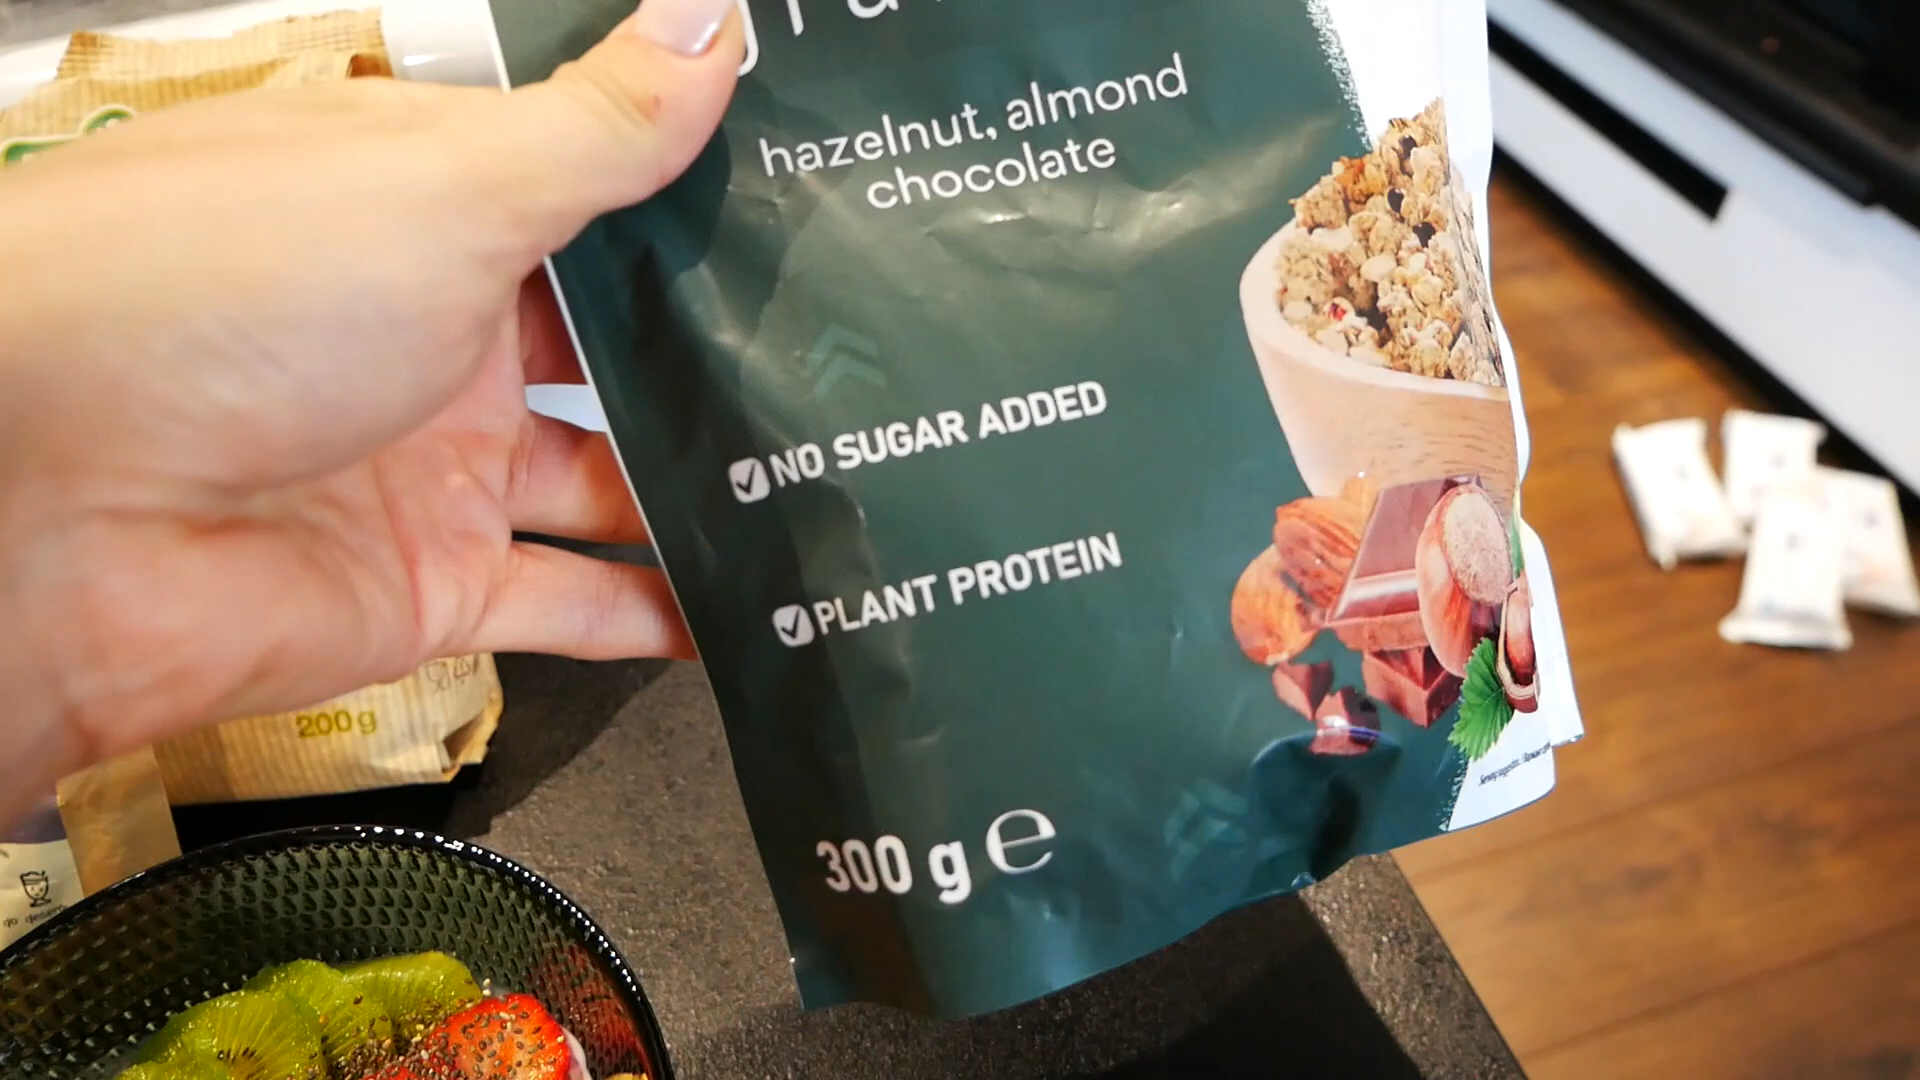 hazelnut, almond
chocolate
NO SUGAR ADDED
PLANT PROTEIN
300 g e
200 g